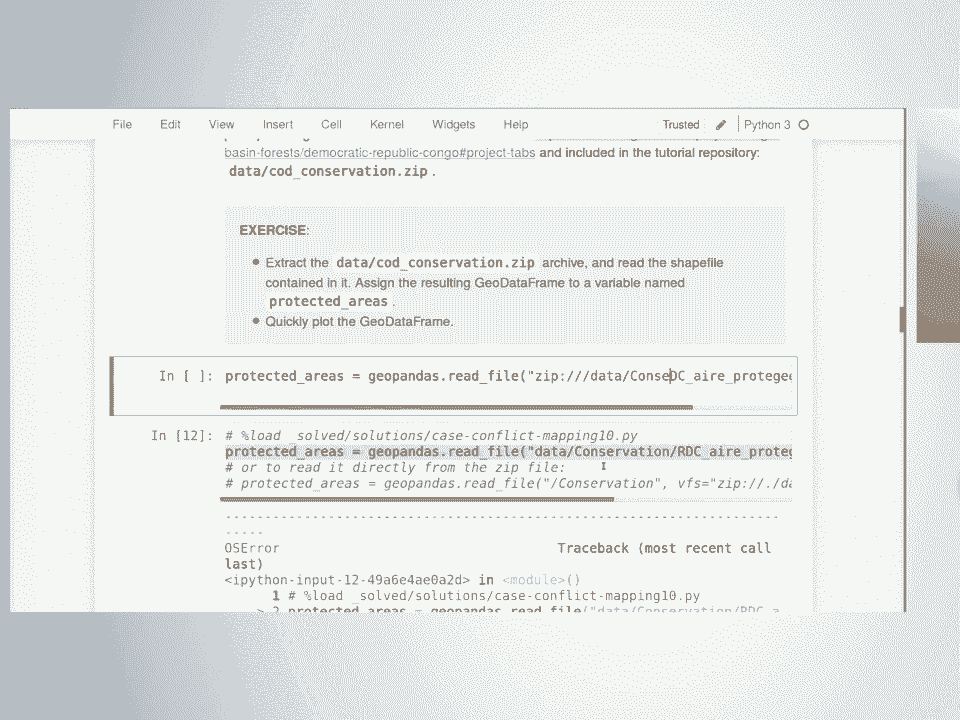 File Edit View Insert Cell Kernel Widgets Help Trusted Python 3
basin-forests/democratic-republic-congo#project-tabs and included in the tutorial repository:
data/cod_conservation.zip .
EXERCISE:
Extract the data/cod_conservation.zip archive, and read the shapefile
contained in it. Assign the resulting GeoDataFrame to a variable named
protected_areas .
Quickly plot the GeoDataFrame.
In [ ]: protected_areas = geopandas.read_file("zip:///data/ConseDC_aire_protegee
In [12]: # %load _solved/solutions/case-conflict-mapping10.py
protected_areas = geopandas.read_file("data/Conservation/RDC_aire_proteg
# or to read it directly from the zip file:
# protected_areas = geopandas.read_file("/Conservation", vfs="zip://./da
---------------------------------------------------------------------------
-----
OSError Traceback (most recent call
last)
<ipython-input-12-49a6e4ae0a2d> in <module>()
1 # %load _solved/solutions/case-conflict-mapping10.py
> 2 protected_areas = geopandas.read_file("data/Conservation/RDC_a